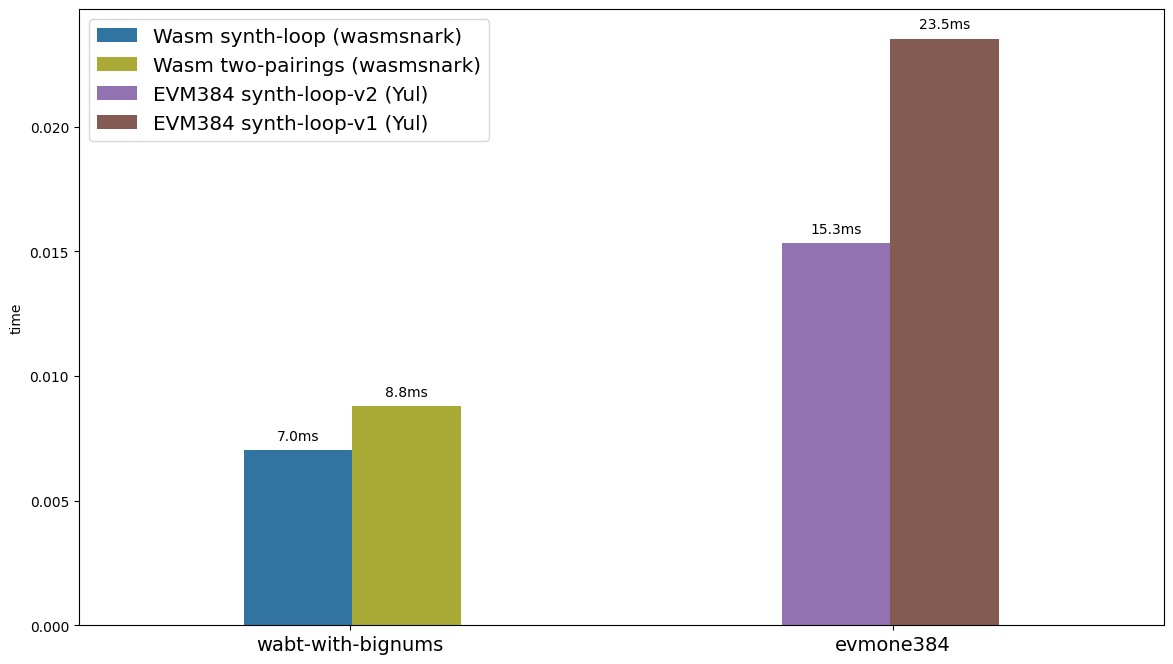 Wasm synth-loop (wasmsnark)
Wasm two-pairings (wasmsnark)
EVM384 synth-loop-v2 (Yul)
EVM384 synth-loop-v1 (Yul)
23.5ms
15.3ms
8.8ms
7.0ms
time
0.020
0.015
0.010
0.005
0.000
wabt-with-bignums
evmone384